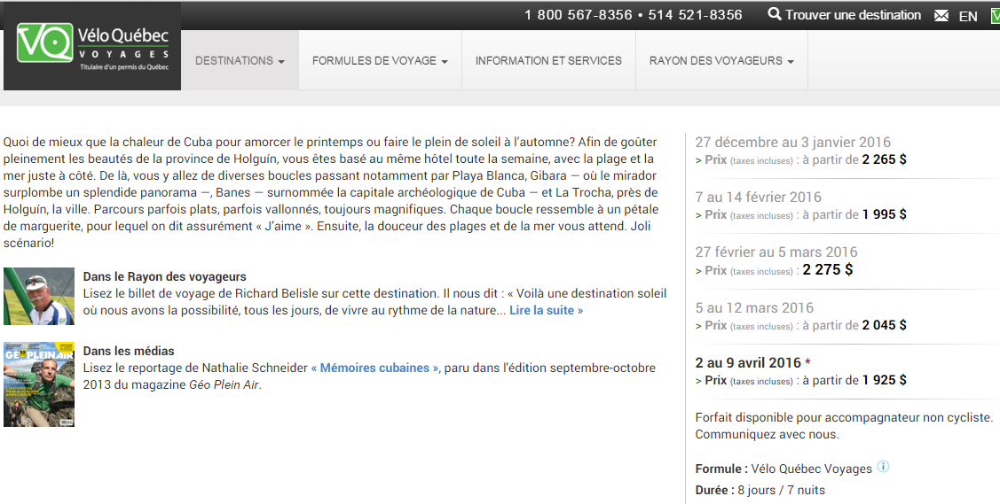 1 800 567-8356 • 514 521-8356
Trouver une destination
EN
VQ
Vélo Québec
VOYAGES
Titulaire d'un permis du Québec
DESTINATIONS
FORMULES DE VOYAGE
INFORMATION ET SERVICES
RAYON DES VOYAGEURS
Quoi de mieux que la chaleur de Cuba pour amorcer le printemps ou faire le plein de soleil à l'automne? Afin de goûter
pleinement les beautés de la province de Holguín, vous êtes basé au même hôtel toute la semaine, avec la plage et la
mer juste à côté. De là, vous y allez de diverses boucles passant notamment par Playa Blanca, Gibara — où le mirador
surplombe un splendide panorama —, Banes — surnommée la capitale archéologique de Cuba — et La Trocha, près de
Holguín, la ville. Parcours parfois plats, parfois vallonnés, toujours magnifiques. Chaque boucle ressemble à un pétale
de marguerite, pour lequel on dit assurément « J'aime ». Ensuite, la douceur des plages et de la mer vous attend. Joli
scénario!
Dans le Rayon des voyageurs
Lisez le billet de voyage de Richard Belisle sur cette destination. Il nous dit : « Voilà une destination soleil
où nous avons la possibilité, tous les jours, de vivre au rythme de la nature... Lire la suite »
GÉO PLEIN AIR
Dans les médias
Lisez le reportage de Nathalie Schneider « Mémoires cubaines », paru dans l'édition septembre-octobre
2013 du magazine Géo Plein Air.
27 décembre au 3 janvier 2016
> Prix (taxes incluses) : à partir de 2 265 $
7 au 14 février 2016
> Prix (taxes incluses) : à partir de 1 995 $
27 février au 5 mars 2016
> Prix (taxes incluses) : 2 275 $
5 au 12 mars 2016
> Prix (taxes incluses) : à partir de 2 045 $
2 au 9 avril 2016 *
> Prix (taxes incluses) : à partir de 1 925 $
Forfait disponible pour accompagnateur non cycliste.
Communiquez avec nous.
Formule : Vélo Québec Voyages
Durée : 8 jours / 7 nuits